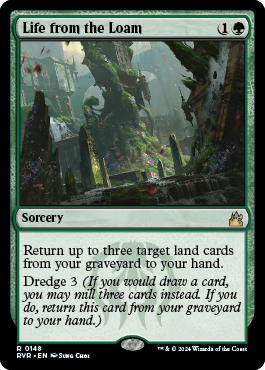 Life from the Loam 1
Sorcery
Return up to three target land cards
from your graveyard to your hand.
Dredge 3 (If you would draw a card,
you may mill three cards instead. If you
do, return this card from your graveyard
to your hand.)
R 0148
RVR • EN Sung Choi
™ & © 2024 Wizards of the Coast